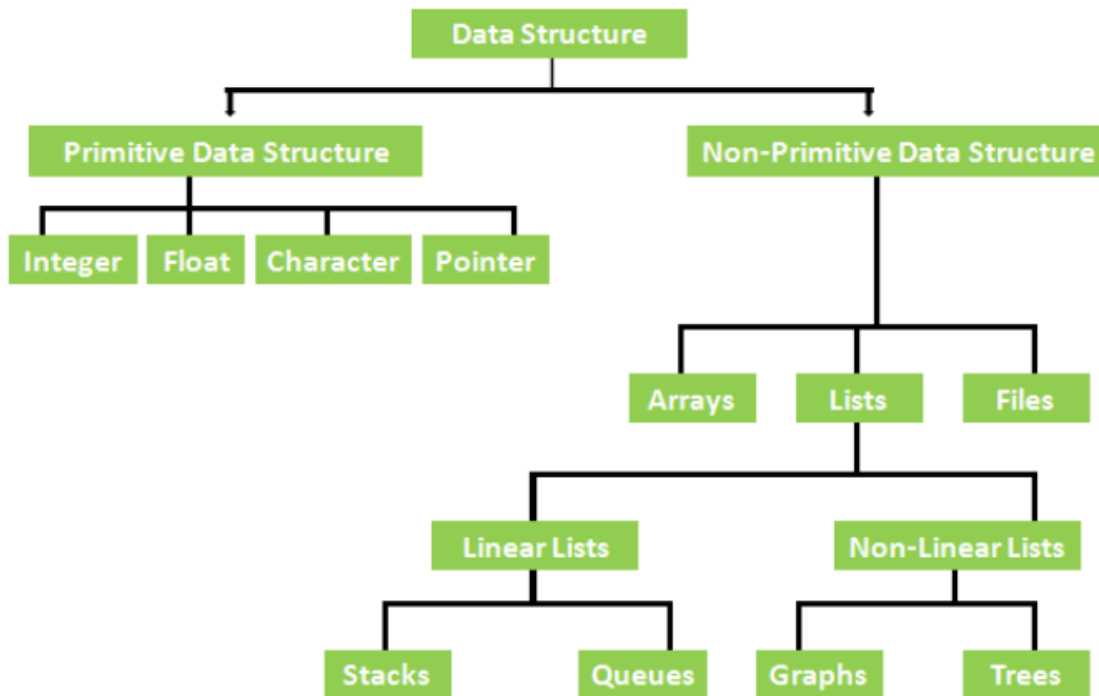 Data Structure
Primitive Data Structure
Non-Primitive Data Structure
Integer
Float
Character
Pointer
Arrays
Lists
Files
Linear Lists
Non-Linear Lists
Stacks
Queues
Graphs
Trees